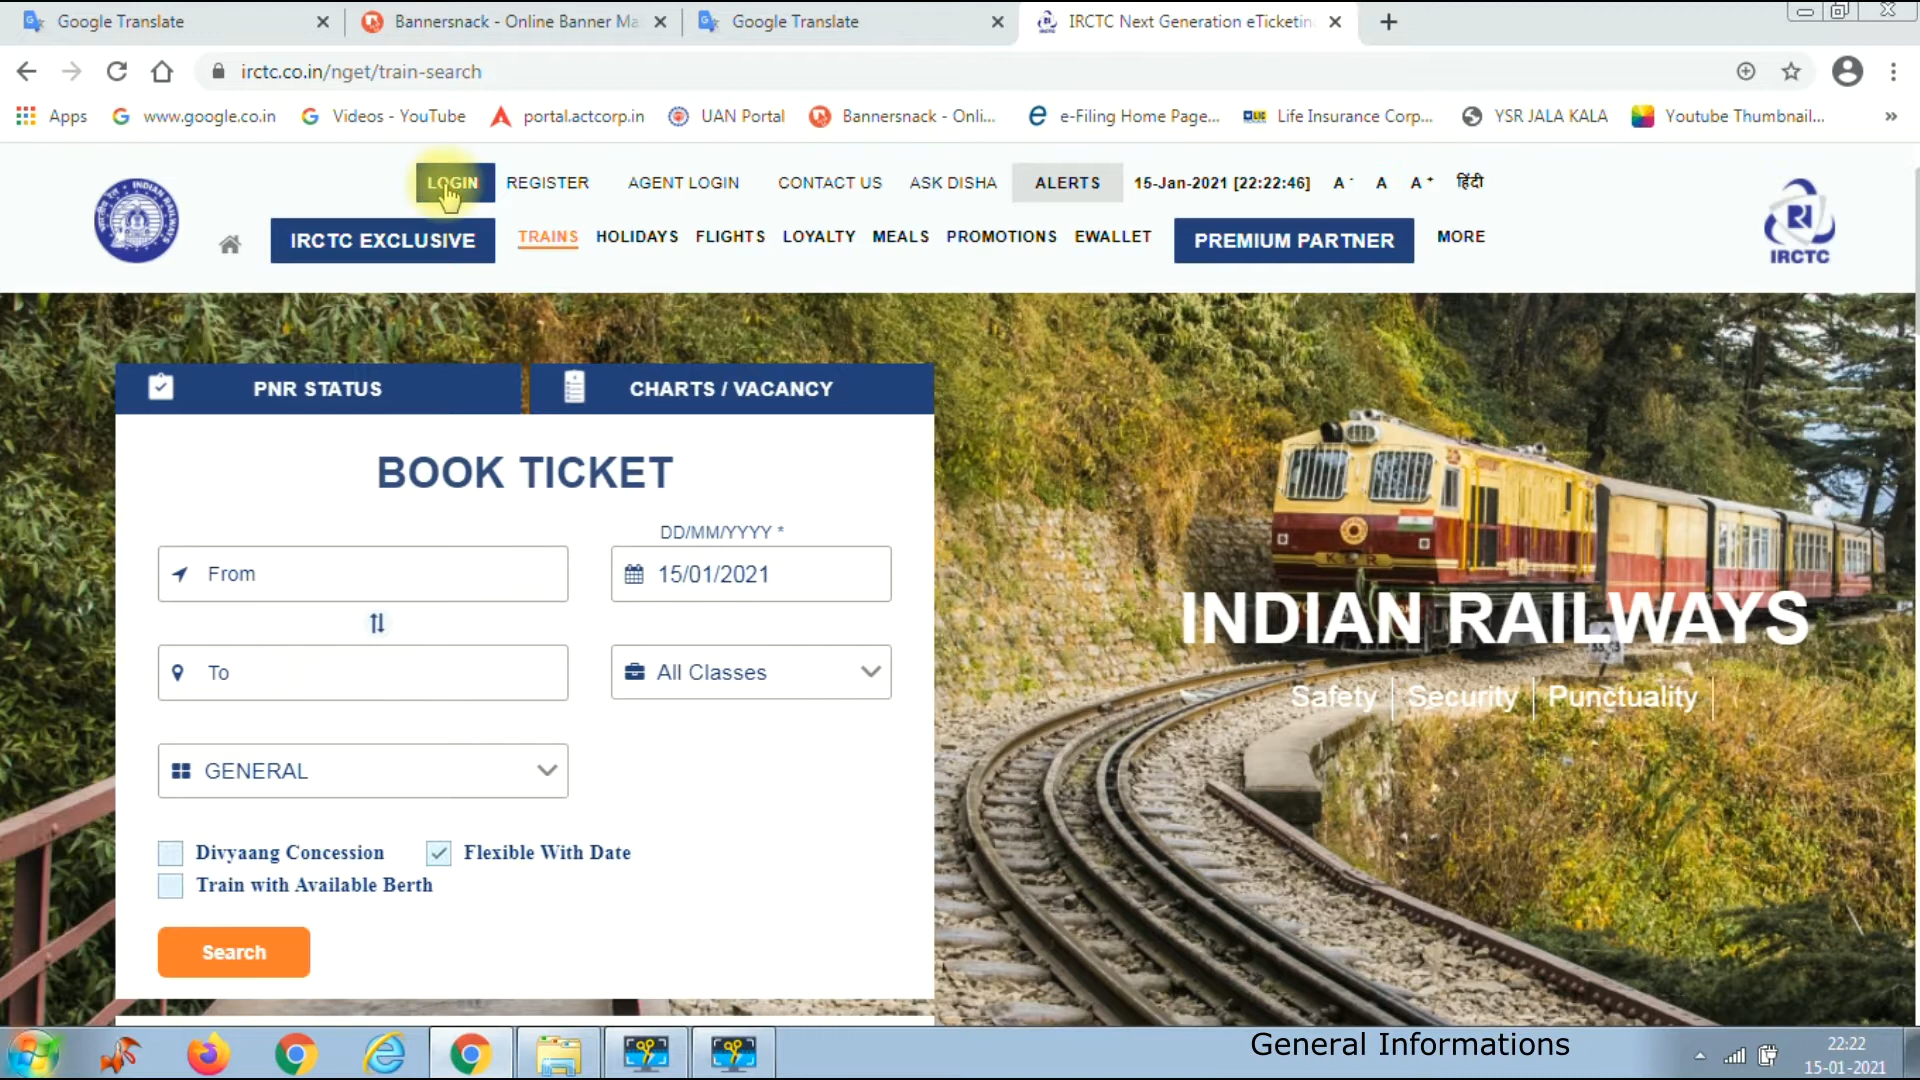 Google Translate
Bannersnack - Online Banner Ma
Google Translate
IRCTC Next Generation eTicketin
irctc.co.in/nget/train-search
Apps
www.google.co.in
Videos - YouTube
portal.actcorp.in
UAN Portal
Bannersnack - Onli...
e-Filing Home Page...
Life Insurance Corp...
YSR JALA KALA
Youtube Thumbnail...
LOGIN
REGISTER
AGENT LOGIN
CONTACT US
ASK DISHA
ALERTS
15-Jan-2021 [22:22:46]
A-
A
A+
हिंदी
IRCTC EXCLUSIVE
TRAINS
HOLIDAYS
FLIGHTS
LOYALTY
MEALS
PROMOTIONS
EWALLET
PREMIUM PARTNER
MORE
IRCTC
PNR STATUS
CHARTS / VACANCY
BOOK TICKET
DD/MM/YYYY *
From
15/01/2021
To
All Classes
GENERAL
Divyaang Concession
Flexible With Date
Train with Available Berth
Search
INDIAN RAILWAYS
Safety | Security | Punctuality |
General Informations
22:22
15-01-2021